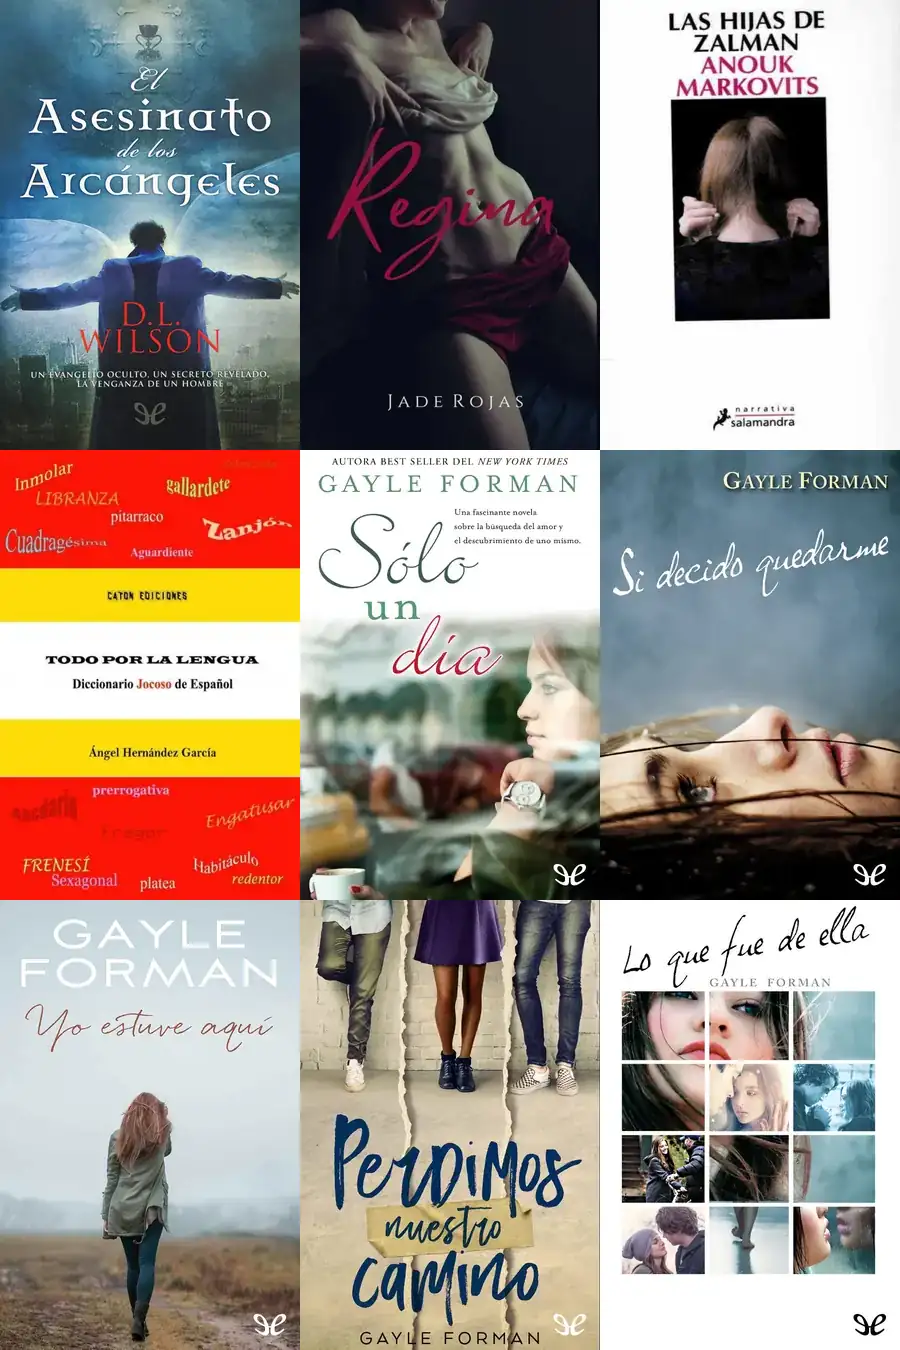 El
Asesinato
de los
Arcángeles
D.L.
WILSON
UN EVANGELIO OCULTO, UN SECRETO REVELADO,
LA VENGANZA DE UN HOMBRE
Regina
JADE ROJAS
LAS HIJAS DE
ZALMAN
ANOUK
MARKOVITS
narrativa
salamandra
Inmolar
LIBRANZA
gallardete
pitarraco
Zanjón
Cuadragésima
Aguardiente
CATON EDICIONES
TODO POR LA LENGUA
Diccionario Jocoso de Español
Ángel Hernández García
prerrogativa
Engatusar
Fregar
FRENESÍ
Habitáculo
Sexagonal
platea
redentor
AUTORA BEST SELLER DEL NEW YORK TIMES
GAYLE FORMAN
Una fascinante novela
sobre la búsqueda del amor y
el descubrimiento de uno mismo.
Sólo
un
día
GAYLE FORMAN
Si decido quedarme
GAYLE
FORMAN
Yo estuve aquí
PERDIMOS
nuestro
camino
GAYLE FORMAN
Lo que fue de ella
GAYLE FORMAN